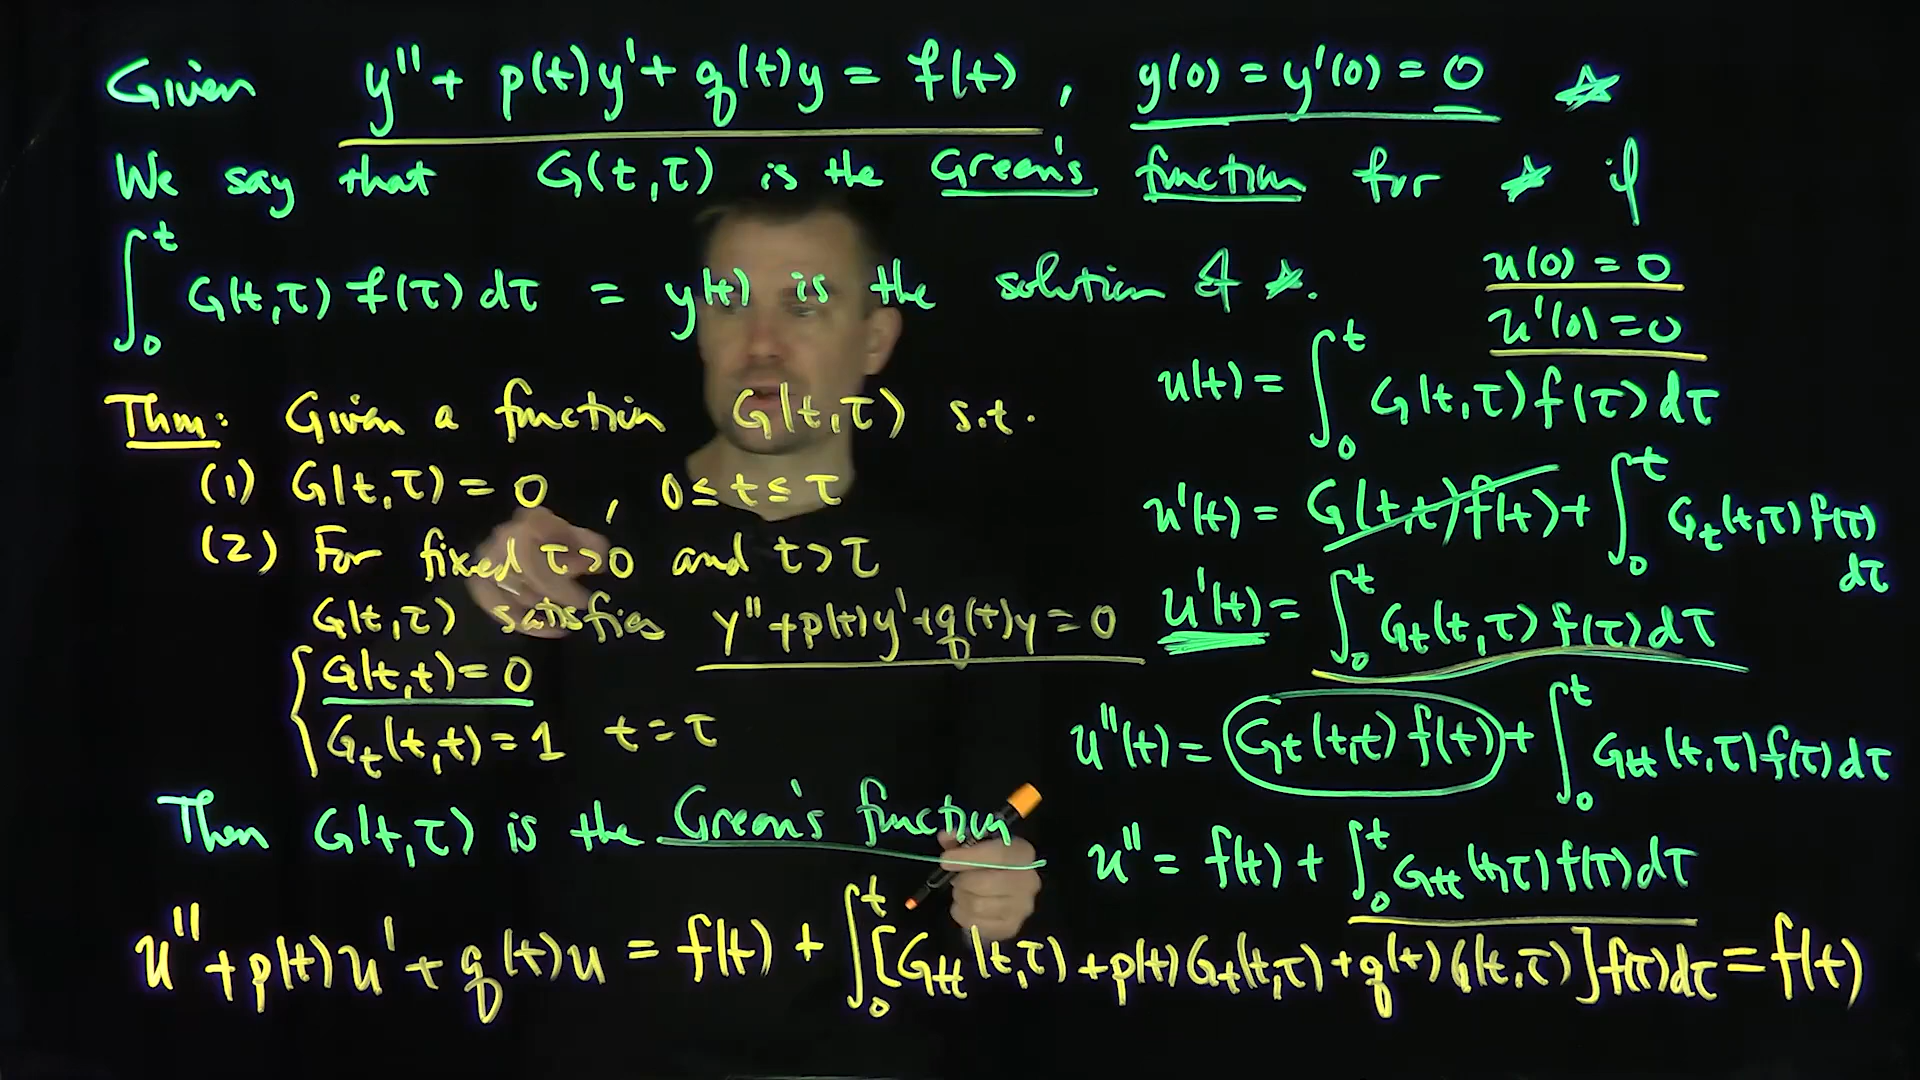 Given y'' + p(t)y' + q(t)y = f(t), y(0) = y'(0) = 0 ☆
We say that G(t,τ) is the Green's function for ☆ if
∫₀ᵗ G(t,τ) f(τ) dτ = y(t) is the solution of ☆.
Thm: Given a function G(t,τ) s.t.
(1) G(t,τ) = 0, 0 ≤ t ≤ τ
(2) For fixed τ > 0 and t > τ
G(t,τ) satisfies y'' + p(t)y' + q(t)y = 0
G(t,t) = 0
G_t(t,t) = 1 t = τ
Then G(t,τ) is the Green's function
u(0) = 0
u'(0) = 0
u(t) = ∫₀ᵗ G(t,τ) f(τ) dτ
u'(t) = G(t,t) f(t) + ∫₀ᵗ G_t(t,τ) f(τ)
dτ
u'(t) = ∫₀ᵗ G_t(t,τ) f(τ) dτ
u''(t) = G_t(t,t) f(t) + ∫₀ᵗ G_tt(t,τ) f(τ) dτ
u'' = f(t) + ∫₀ᵗ G_tt(t,τ) f(τ) dτ
u'' + p(t)u' + q(t)u = f(t) + ∫₀ᵗ [G_tt(t,τ) + p(t) G_t(t,τ) + q(t) G(t,τ)] f(τ) dτ = f(t)